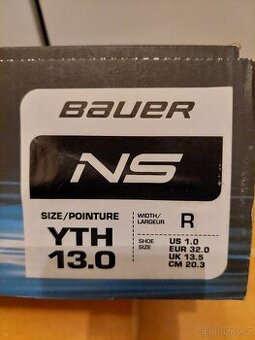 BAUER
NS
SIZE/POINTURE
YTH
13.0
WIDTH/
LARGEUR
R
SHOE
SIZE
US 1.0
EUR 32.0
UK 13.5
CM 20.3